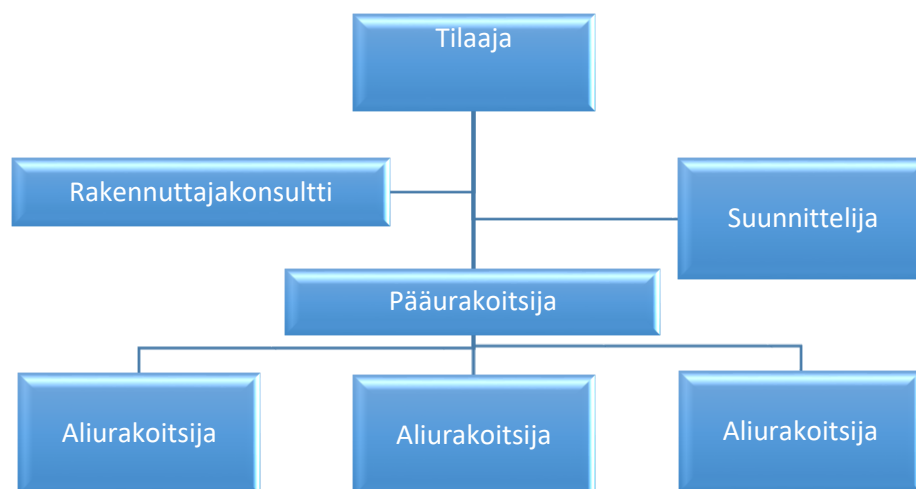 Tilaaja
Rakennuttajakonsultti
Suunnittelija
Pääurakoitsija
Aliurakoitsija
Aliurakoitsija
Aliurakoitsija